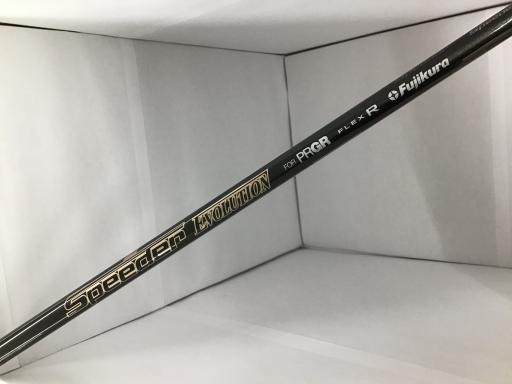 Speeder EVOLUTION FOR PRGR FLEX R Fujikura